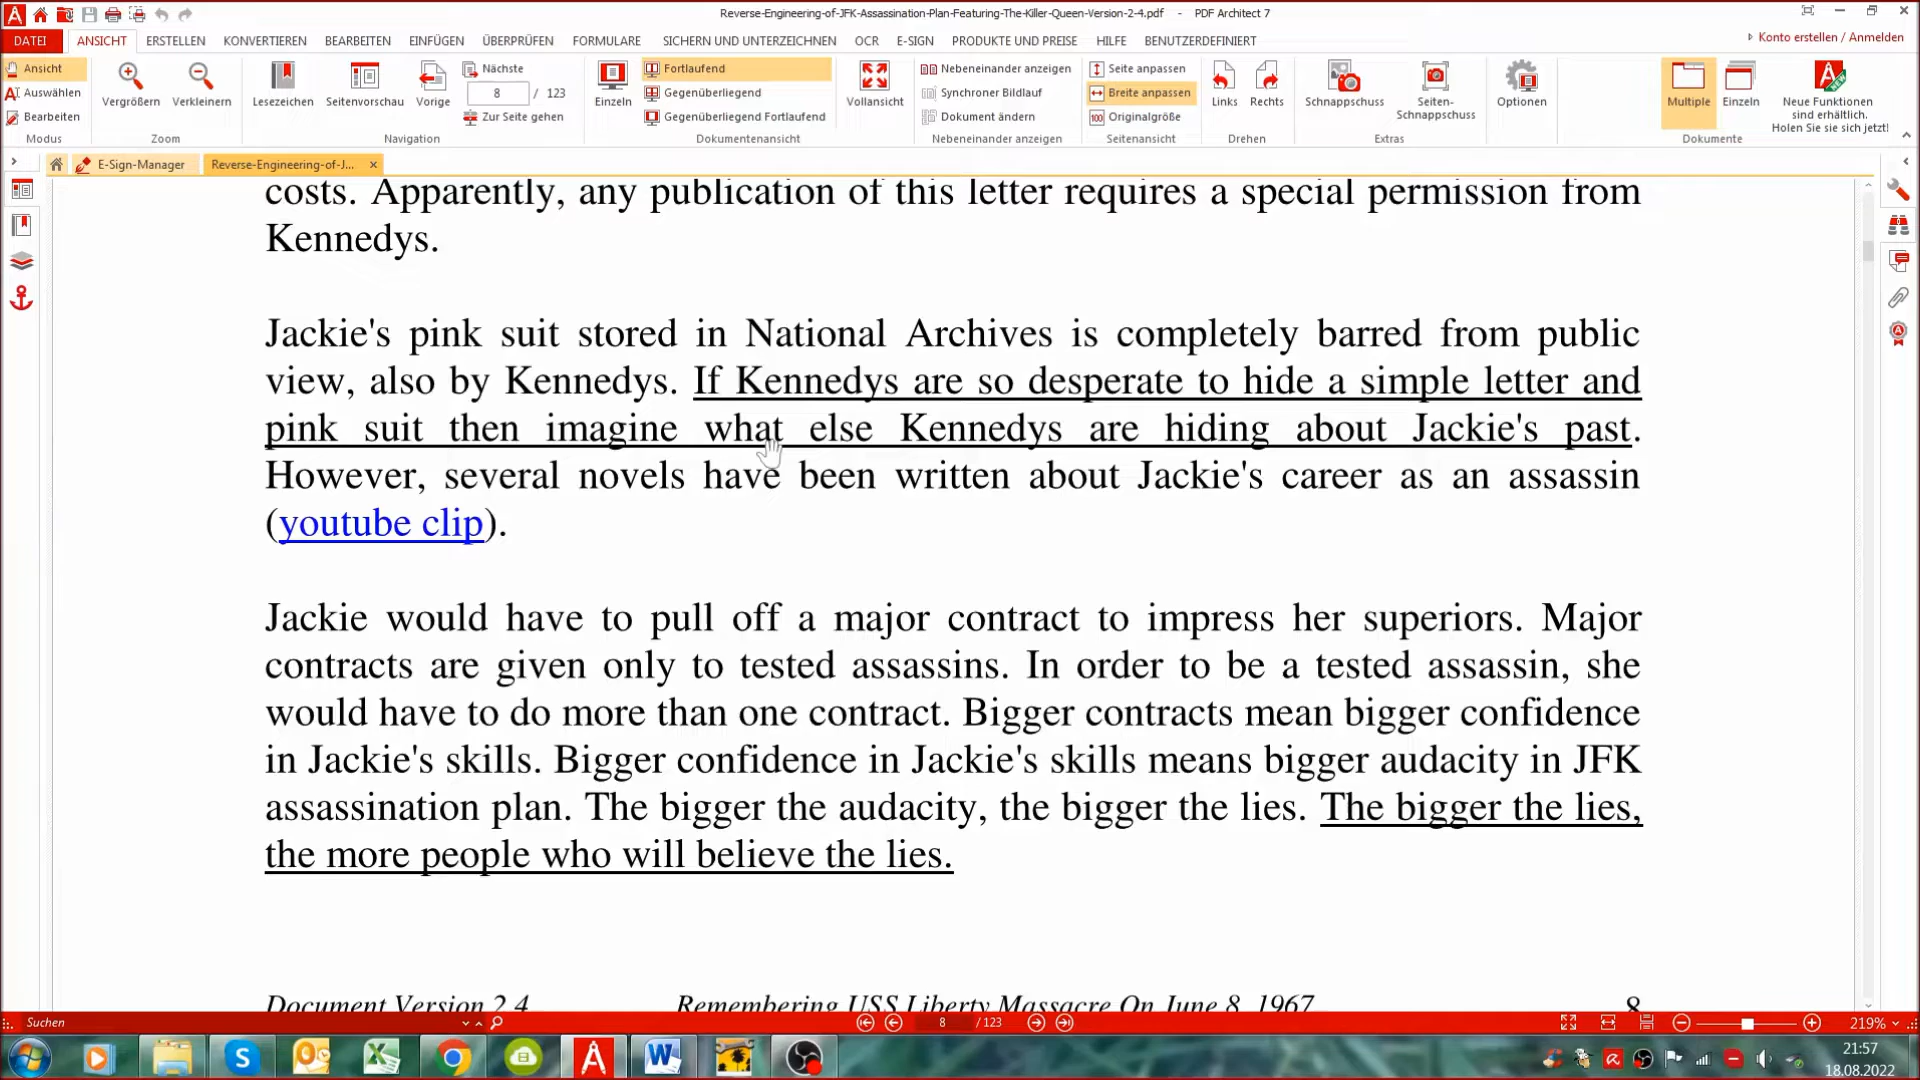 Reverse-Engineering-of-JFK-Assassination-Plan-Featuring-The-Killer-Queen-Version-2-4.pdf - PDF Architect 7
DATEI ANSICHT ERSTELLEN KONVERTIEREN BEARBEITEN EINFÜGEN ÜBERPRÜFEN FORMULARE SICHERN UND UNTERZEICHNEN OCR E-SIGN PRODUKTE UND PREISE HILFE BENUTZERDEFINIERT Konto erstellen / Anmelden
Ansicht
Auswählen
Bearbeiten
Modus
Vergrößern
Verkleinern
Zoom
Lesezeichen
Seitenvorschau
Vorige
Nächste
8 / 123
Zur Seite gehen
Navigation
Einzeln
Fortlaufend
Gegenüberliegend
Gegenüberliegend Fortlaufend
Dokumentenansicht
Vollansicht
Nebeneinander anzeigen
Synchroner Bildlauf
Dokument ändern
Nebeneinander anzeigen
Seite anpassen
Breite anpassen
100 Originalgröße
Seitenansicht
Links
Rechts
Drehen
Schnappschuss
Seiten-
Schnappschuss
Extras
Optionen
Multiple
Einzeln
Dokumente
NEW
Neue Funktionen
sind erhältlich.
Holen Sie sie sich jetzt!
E-Sign-Manager
Reverse-Engineering-of-J...
costs. Apparently, any publication of this letter requires a special permission from
Kennedys.
Jackie's pink suit stored in National Archives is completely barred from public
view, also by Kennedys. If Kennedys are so desperate to hide a simple letter and
pink suit then imagine what else Kennedys are hiding about Jackie's past.
However, several novels have been written about Jackie's career as an assassin
(youtube clip).
Jackie would have to pull off a major contract to impress her superiors. Major
contracts are given only to tested assassins. In order to be a tested assassin, she
would have to do more than one contract. Bigger contracts mean bigger confidence
in Jackie's skills. Bigger confidence in Jackie's skills means bigger audacity in JFK
assassination plan. The bigger the audacity, the bigger the lies. The bigger the lies,
the more people who will believe the lies.
Document Version 2.4 Remembering USS Liberty Massacre On June 8, 1967 8
Suchen
8 / 123
219%
21:57
18.08.2022